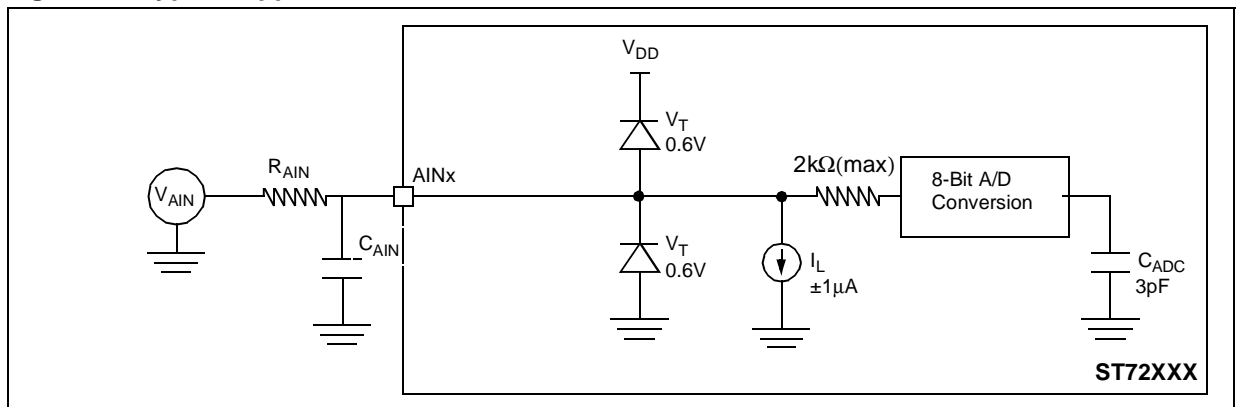 V_DD
V_T
0.6V
R_AIN
AINx
2kΩ(max)
8-Bit A/D
Conversion
V_AIN
C_AIN
V_T
0.6V
I_L
±1µA
C_ADC
3pF
ST72XXX